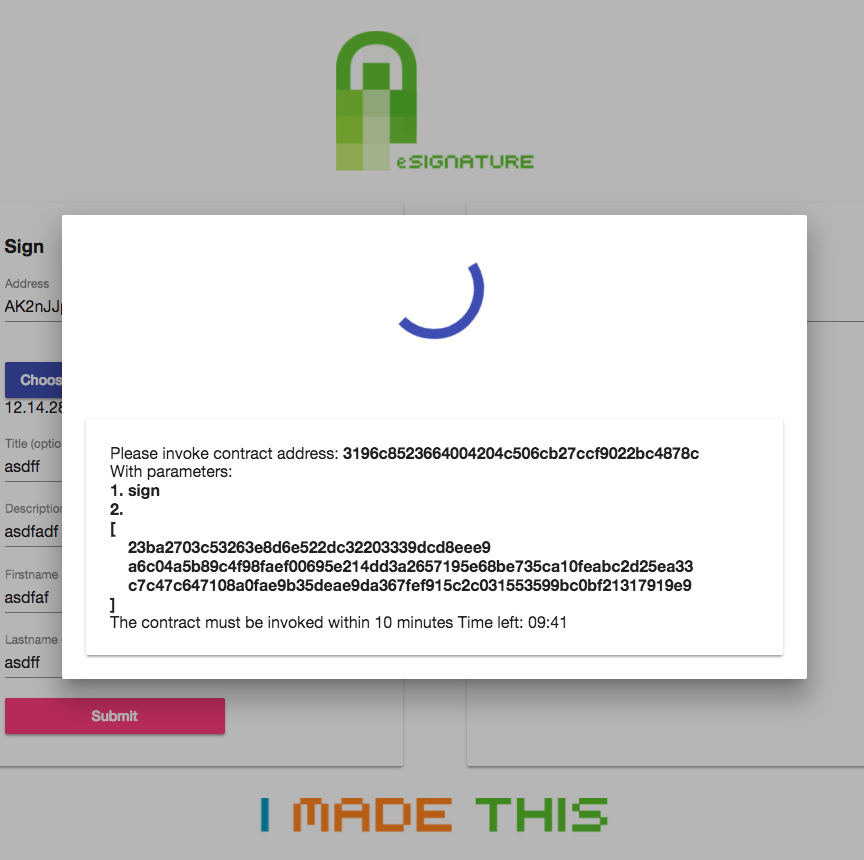 eSIGNATURE
Sign
Address
AK2nJJ
Choos
12.14.28
Title (optio
asdff
Description
asdfadf
Firstname
asdfaf
Lastname
asdff
Submit
Please invoke contract address: 3196c8523664004204c506cb27ccf9022bc4878c
With parameters:
1. sign
2.
[
23ba2703c53263e8d6e522dc32203339dcd8eee9
a6c04a5b89c4f98faef00695e214dd3a2657195e68be735ca10feabc2d25ea33
c7c47c647108a0fae9b35deae9da367fef915c2c031553599bc0bf21317919e9
]
The contract must be invoked within 10 minutes Time left: 09:41
I MADE THIS